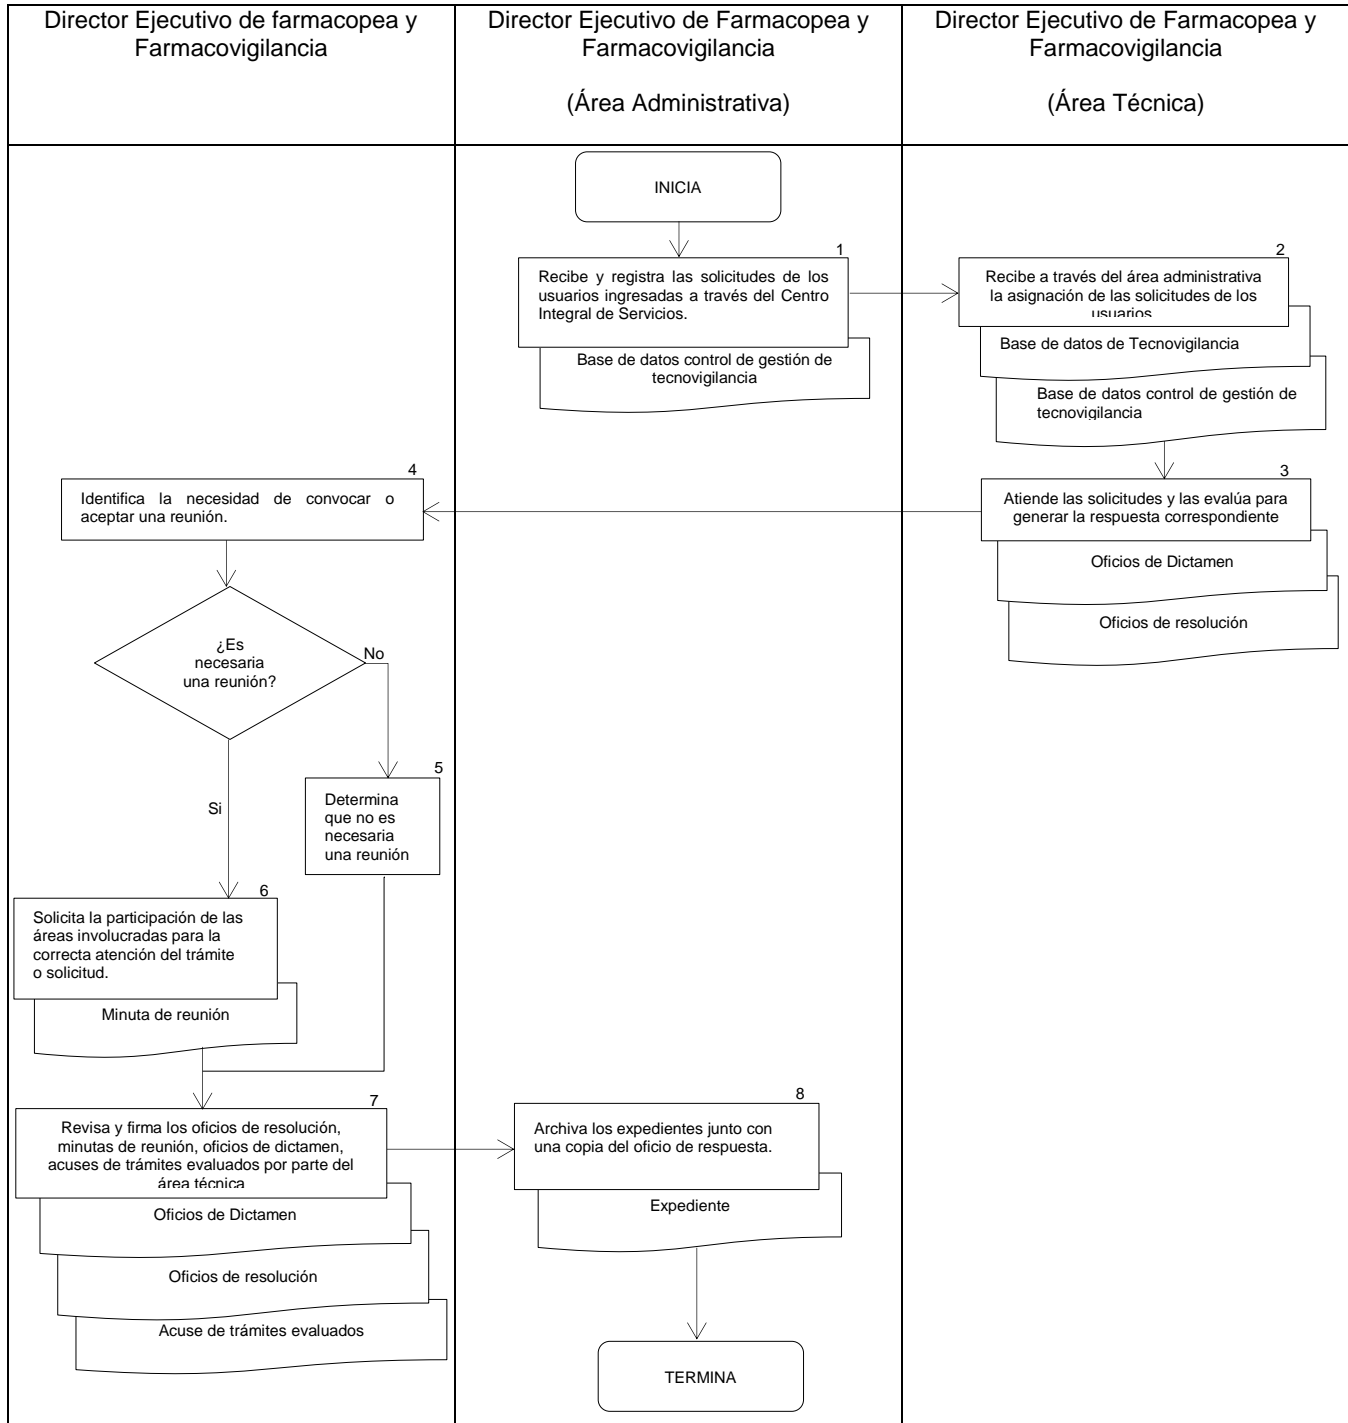 Director Ejecutivo de farmacopea y
Farmacovigilancia
Director Ejecutivo de Farmacopea y
Farmacovigilancia
(Área Administrativa)
Director Ejecutivo de Farmacopea y
Farmacovigilancia
(Área Técnica)
INICIA
1
Recibe y registra las solicitudes de los
usuarios ingresadas a través del Centro
Integral de Servicios.
Base de datos control de gestión de
tecnovigilancia
2
Recibe a través del área administrativa
la asignación de las solicitudes de los
usuarios
Base de datos de Tecnovigilancia
Base de datos control de gestión de
tecnovigilancia
3
Atiende las solicitudes y las evalúa para
generar la respuesta correspondiente
Oficios de Dictamen
Oficios de resolución
4
Identifica la necesidad de convocar o
aceptar una reunión.
¿Es
necesaria
una reunión?
No
Si
5
Determina
que no es
necesaria
una reunión
6
Solicita la participación de las
áreas involucradas para la
correcta atención del trámite
o solicitud.
Minuta de reunión
7
Revisa y firma los oficios de resolución,
minutas de reunión, oficios de dictamen,
acuses de trámites evaluados por parte del
área técnica
Oficios de Dictamen
Oficios de resolución
Acuse de trámites evaluados
8
Archiva los expedientes junto con
una copia del oficio de respuesta.
Expediente
TERMINA